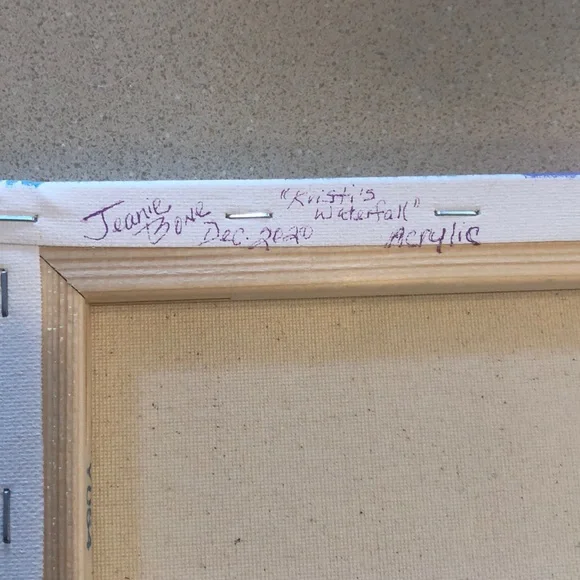 Jeanie
Bone
Dec. 2020
"Kristi's
Waterfall"
Acrylic